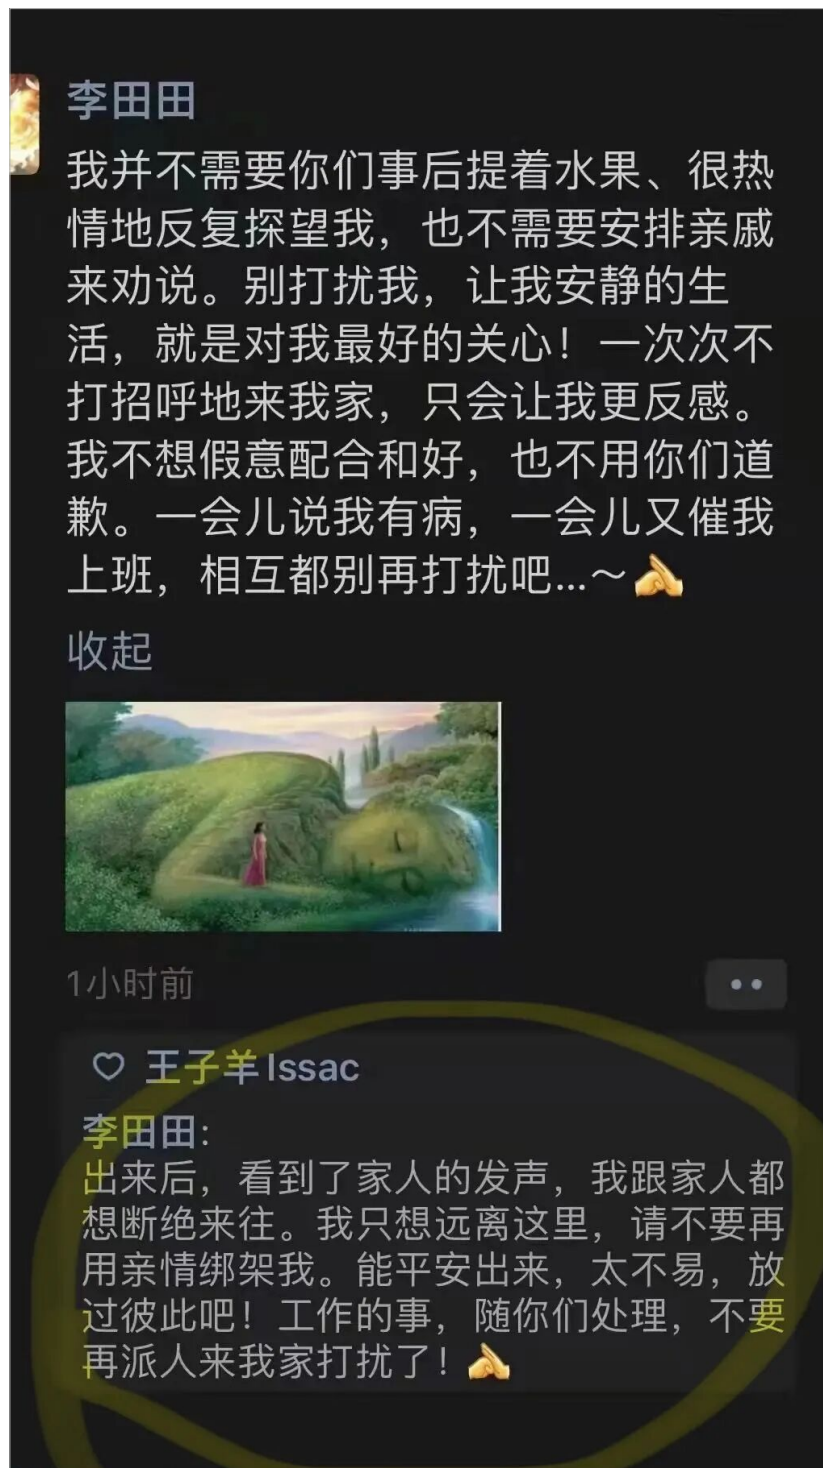 李田田
我并不需要你们事后提着水果、很热
情地反复探望我，也不需要安排亲戚
来劝说。别打扰我，让我安静的生
活，就是对我最好的关心！一次次不
打招呼地来我家，只会让我更反感。
我不想假意配合和好，也不用你们道
歉。一会儿说我有病，一会儿又催我
上班，相互都别再打扰吧...～
收起
1小时前
王子羊Issac
李田田:
出来后，看到了家人的发声，我跟家人都
想断绝来往。我只想远离这里，请不要再
用亲情绑架我。能平安出来，太不易，放
过彼此吧！工作的事，随你们处理，不要
再派人来我家打扰了！